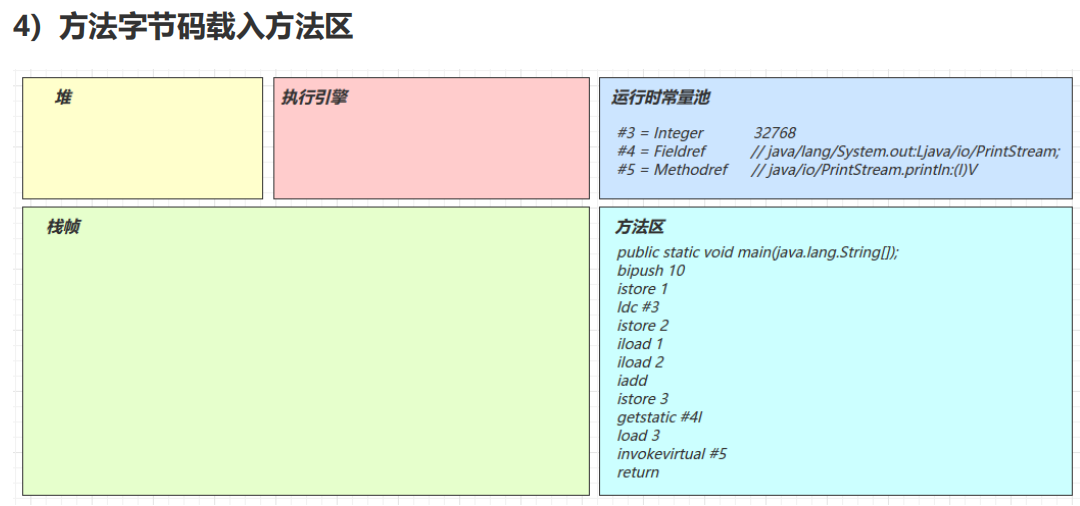 4）方法字节码载入方法区
堆
执行引擎
运行时常量池
#3 = Integer 32768
#4 = Fieldref // java/lang/System.out:Ljava/io/PrintStream;
#5 = Methodref // java/io/PrintStream.println:(I)V
栈帧
方法区
public static void main(java.lang.String[]);
bipush 10
istore 1
ldc #3
istore 2
iload 1
iload 2
iadd
istore 3
getstatic #4I
load 3
invokevirtual #5
return